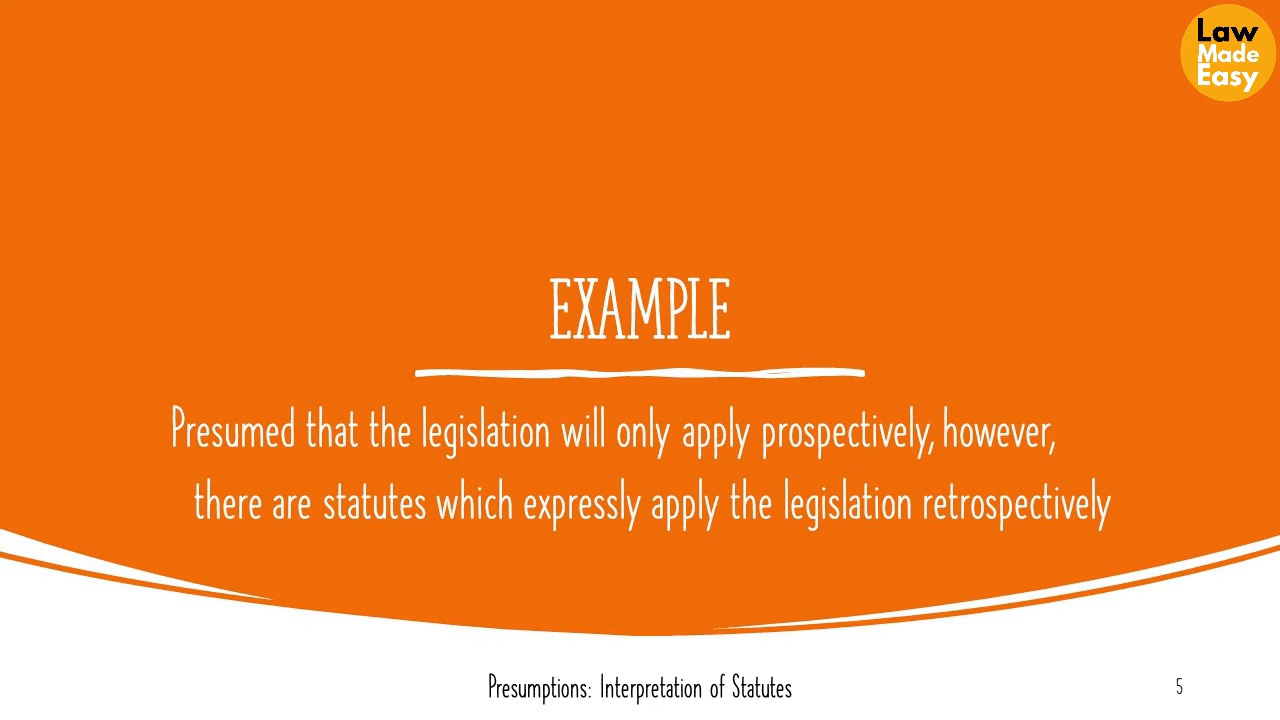 Law
Made
Easy
EXAMPLE
Presumed that the legislation will only apply prospectively, however,
there are statutes which expressly apply the legislation retrospectively
Presumptions: Interpretation of Statutes
5